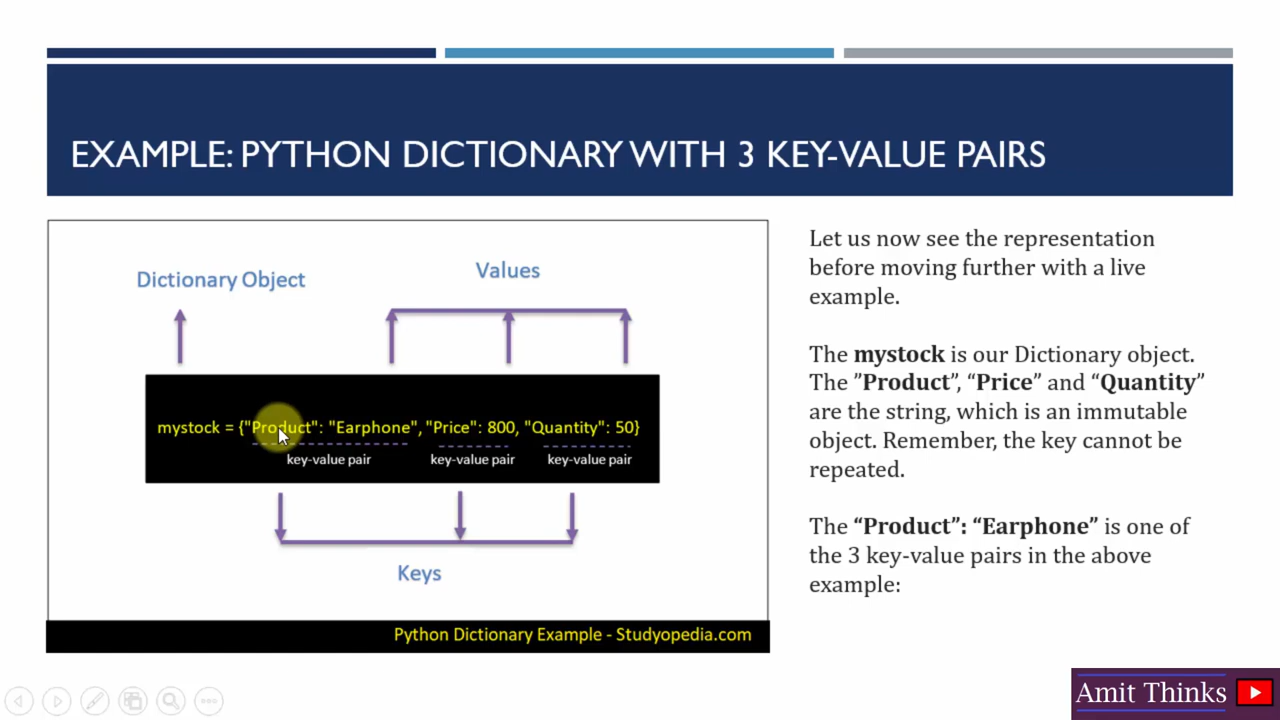 EXAMPLE: PYTHON DICTIONARY WITH 3 KEY-VALUE PAIRS
Dictionary Object
Values
mystock = {"Product": "Earphone", "Price": 800, "Quantity": 50}
key-value pair
key-value pair
key-value pair
Keys
Python Dictionary Example - Studyopedia.com
Let us now see the representation
before moving further with a live
example.
The mystock is our Dictionary object.
The ”Product”, “Price” and “Quantity”
are the string, which is an immutable
object. Remember, the key cannot be
repeated.
The “Product”: “Earphone” is one of
the 3 key-value pairs in the above
example:
Amit Thinks